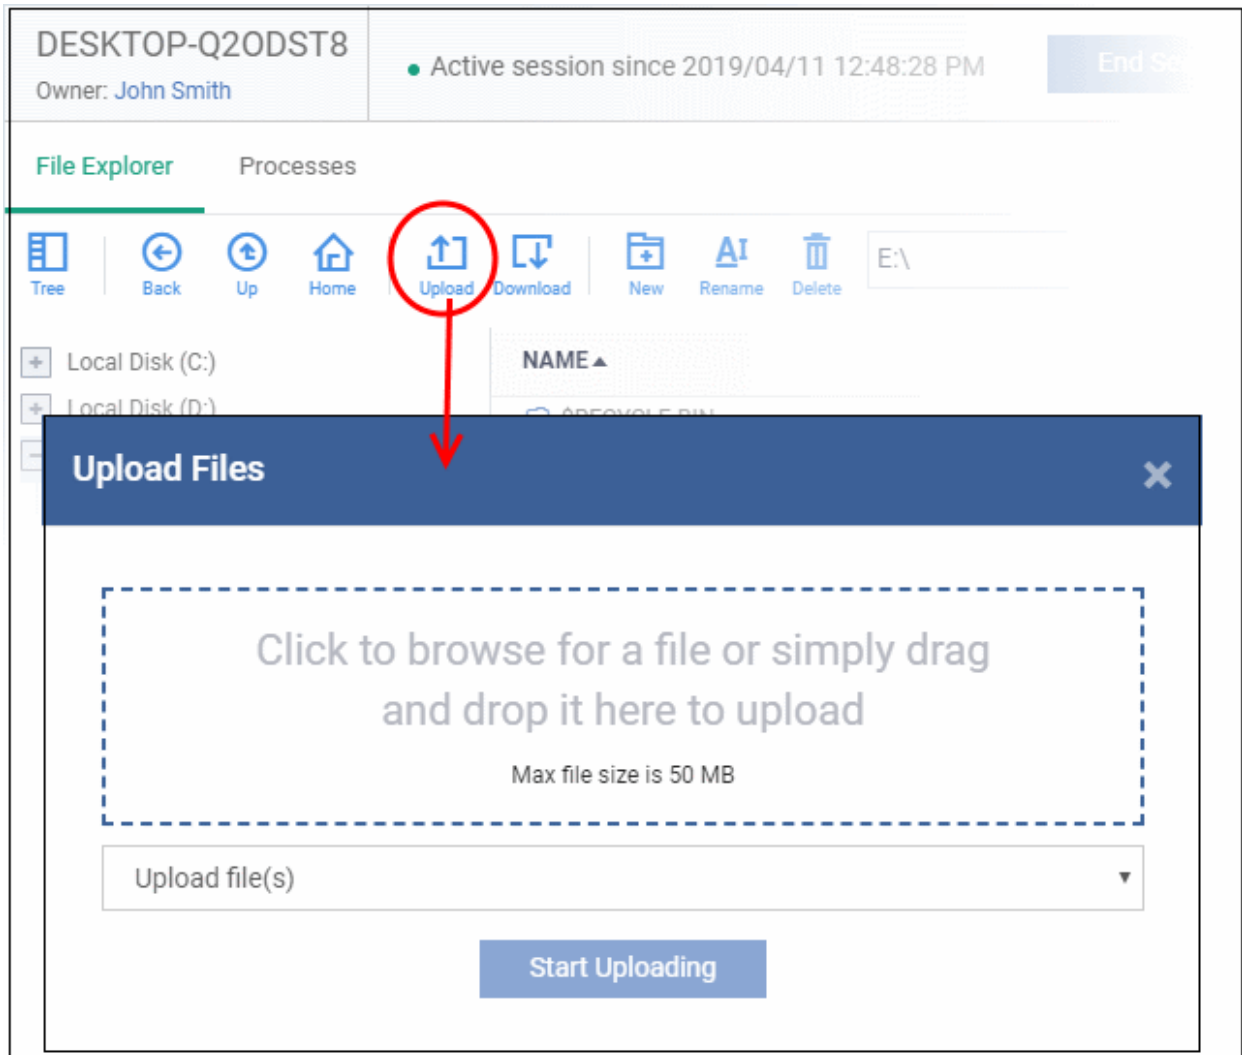 DESKTOP-Q2ODST8
Owner: John Smith
Active session since 2019/04/11 12:48:28 PM
End
File Explorer
Processes
Tree
Back
Up
Home
Upload
Download
New
Rename
Delete
E:\
Local Disk (C:)
NAME
Local Disk (D:)
$RECYCLE.BIN
Upload Files
Click to browse for a file or simply drag
and drop it here to upload
Max file size is 50 MB
Upload file(s)
Start Uploading